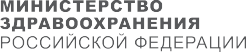 МИНИСТЕРСТВО
ЗДРАВООХРАНЕНИЯ
РОССИЙСКОЙ ФЕДЕРАЦИИ